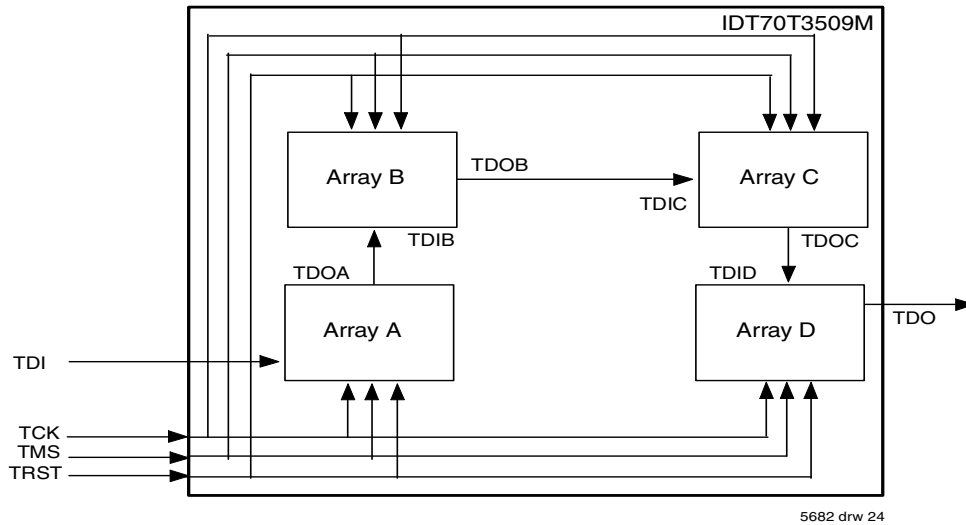 IDT70T3509M
Array B
TDOB
Array C
TDIC
TDIB
TDOC
TDOA
TDID
Array A
Array D
TDO
TDI
TCK
TMS
TRST
5682 drw 24